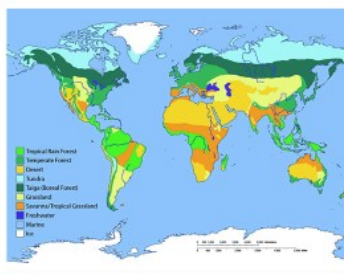 Tropical Rain Forest
Temperate Forest
Desert
Tundra
Taiga (Boreal Forest)
Grassland
Savanna/Tropical Grassland
Freshwater
Marine
Ice